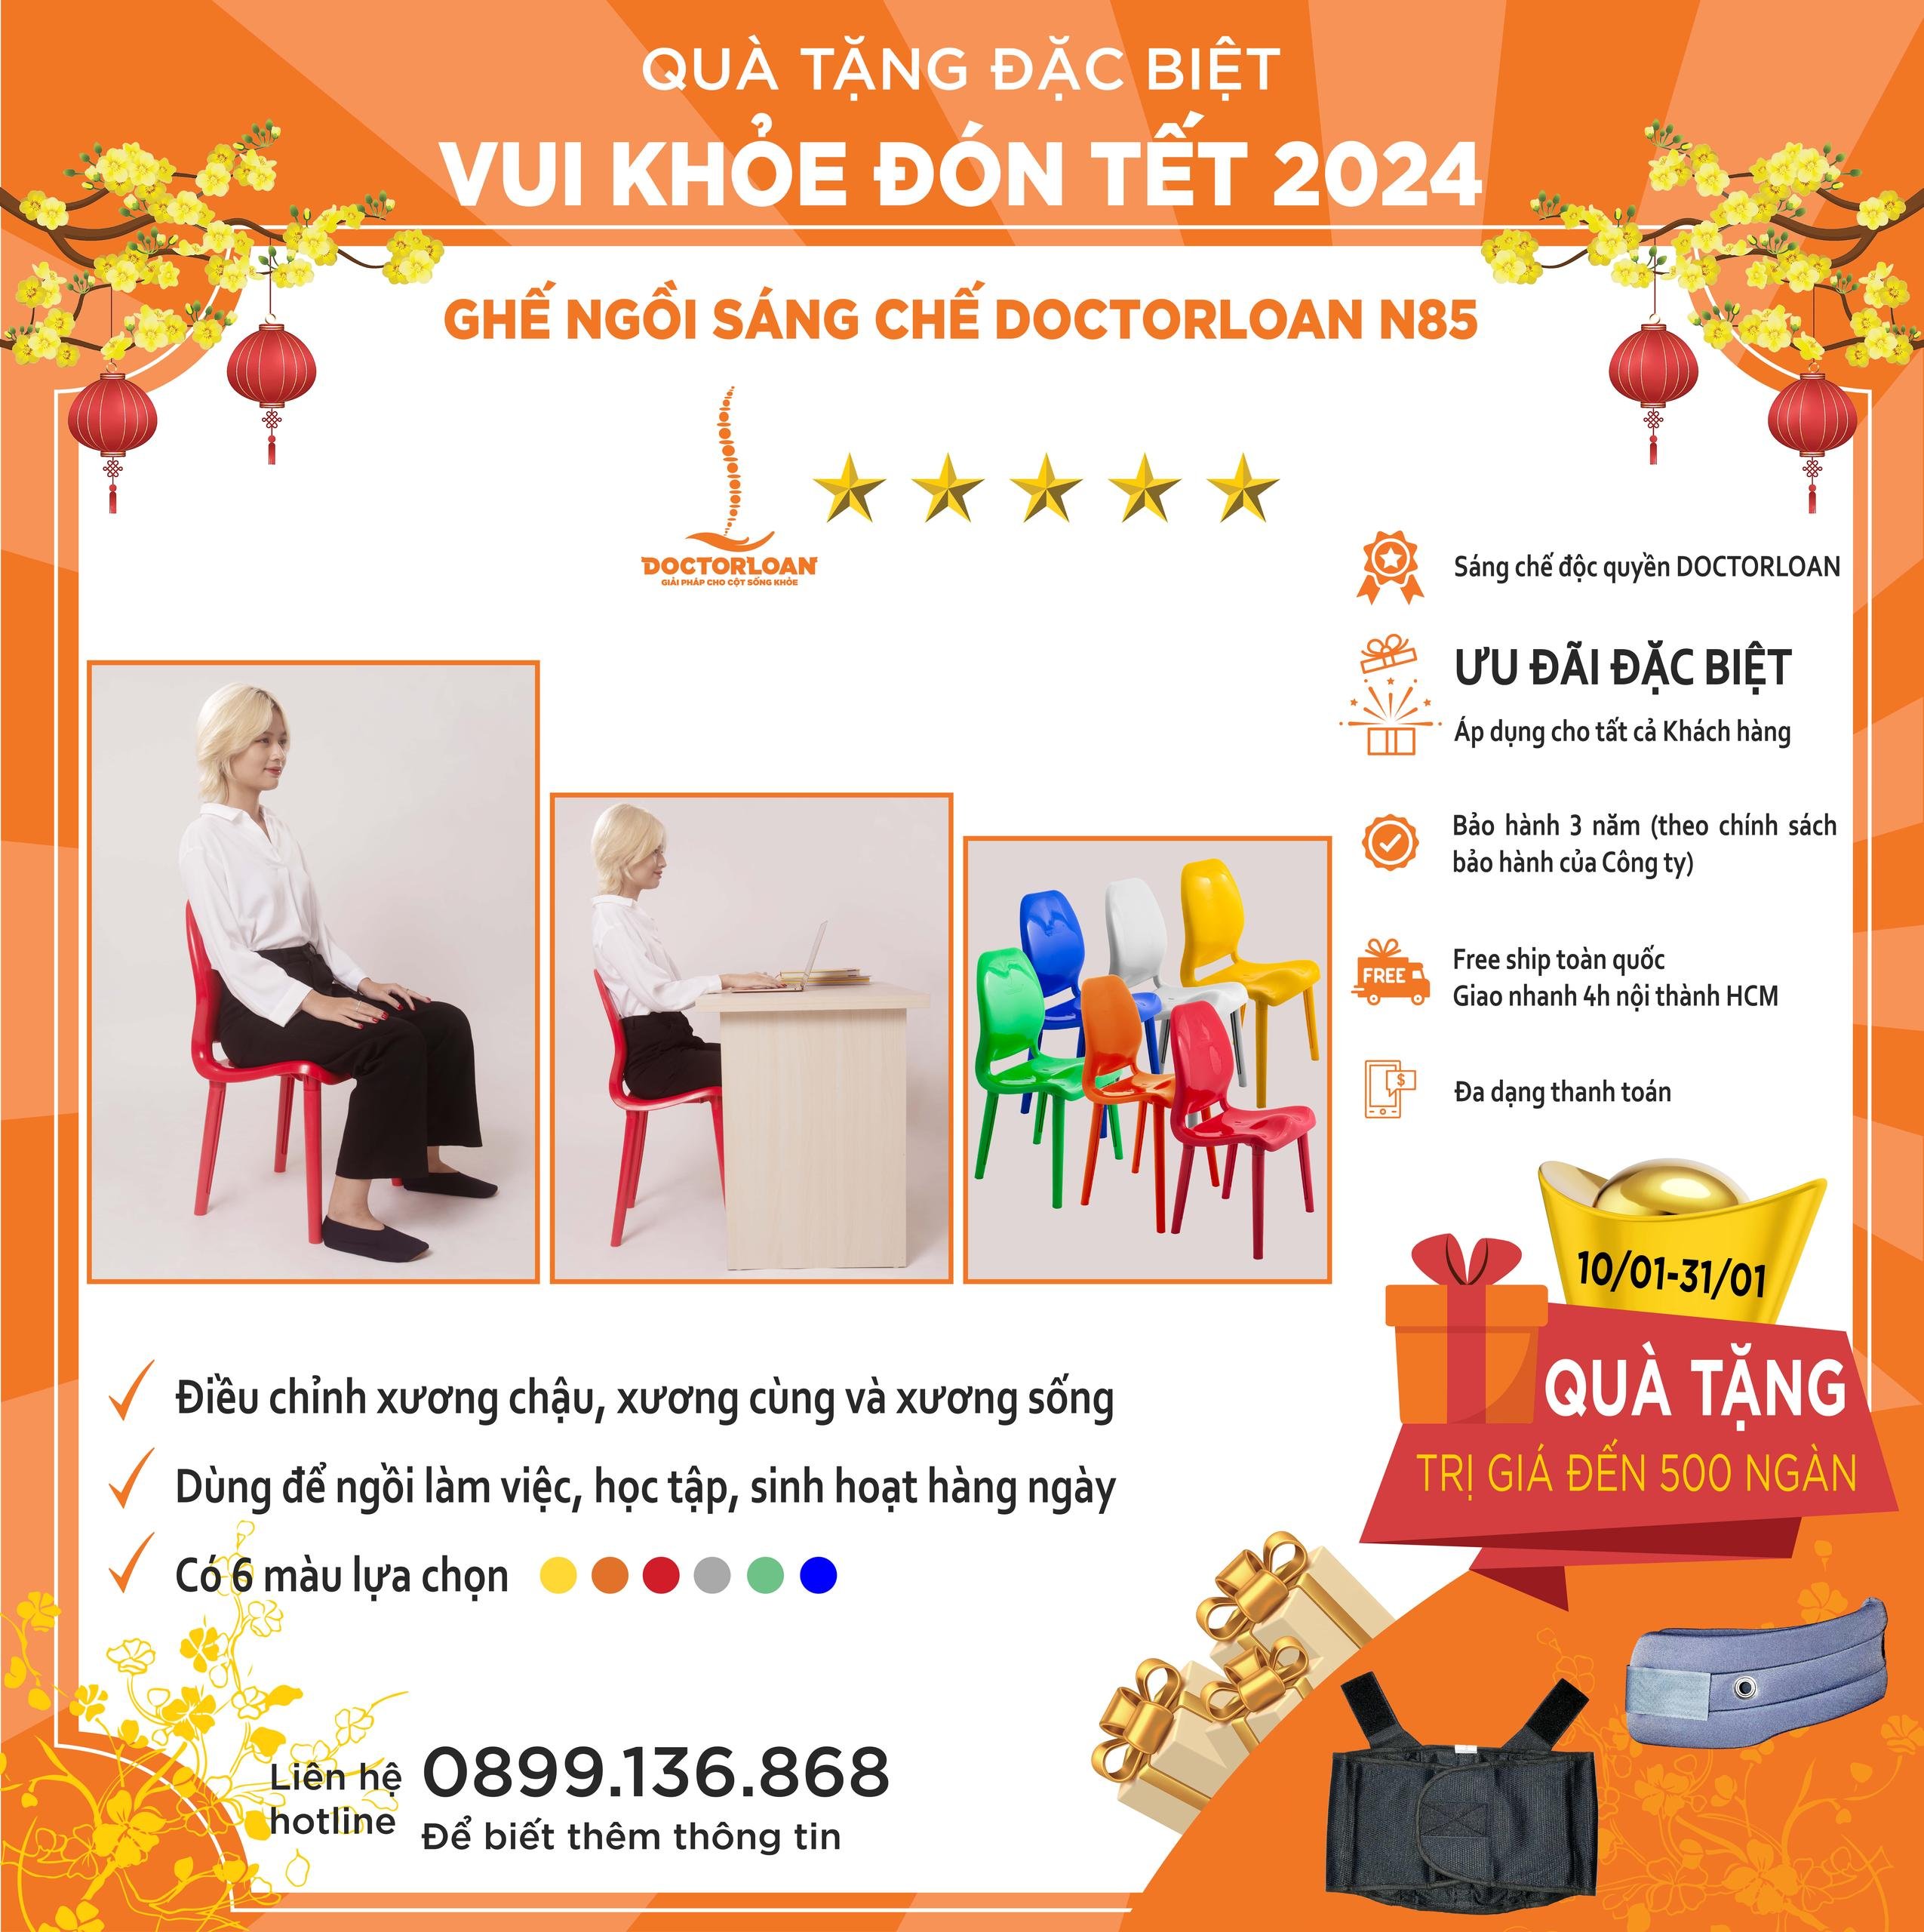 QUÀ TẶNG ĐẶC BIỆT
VUI KHỎE ĐÓN TẾT 2024
GHẾ NGỒI SÁNG CHẾ DOCTORLOAN N85
DOCTORLOAN
GIẢI PHÁP CHO CỘT SỐNG KHỎE
Sáng chế độc quyền DOCTORLOAN
ƯU ĐÃI ĐẶC BIỆT
Áp dụng cho tất cả Khách hàng
Bảo hành 3 năm (theo chính sách
bảo hành của Công ty)
FREE
Free ship toàn quốc
Giao nhanh 4h nội thành HCM
$
Đa dạng thanh toán
10/01-31/01
QUÀ TẶNG
TRỊ GIÁ ĐẾN 500 NGÀN
Điều chỉnh xương chậu, xương cùng và xương sống
Dùng để ngồi làm việc, học tập, sinh hoạt hàng ngày
Có 6 màu lựa chọn
Liên hệ
hotline
0899.136.868
Để biết thêm thông tin